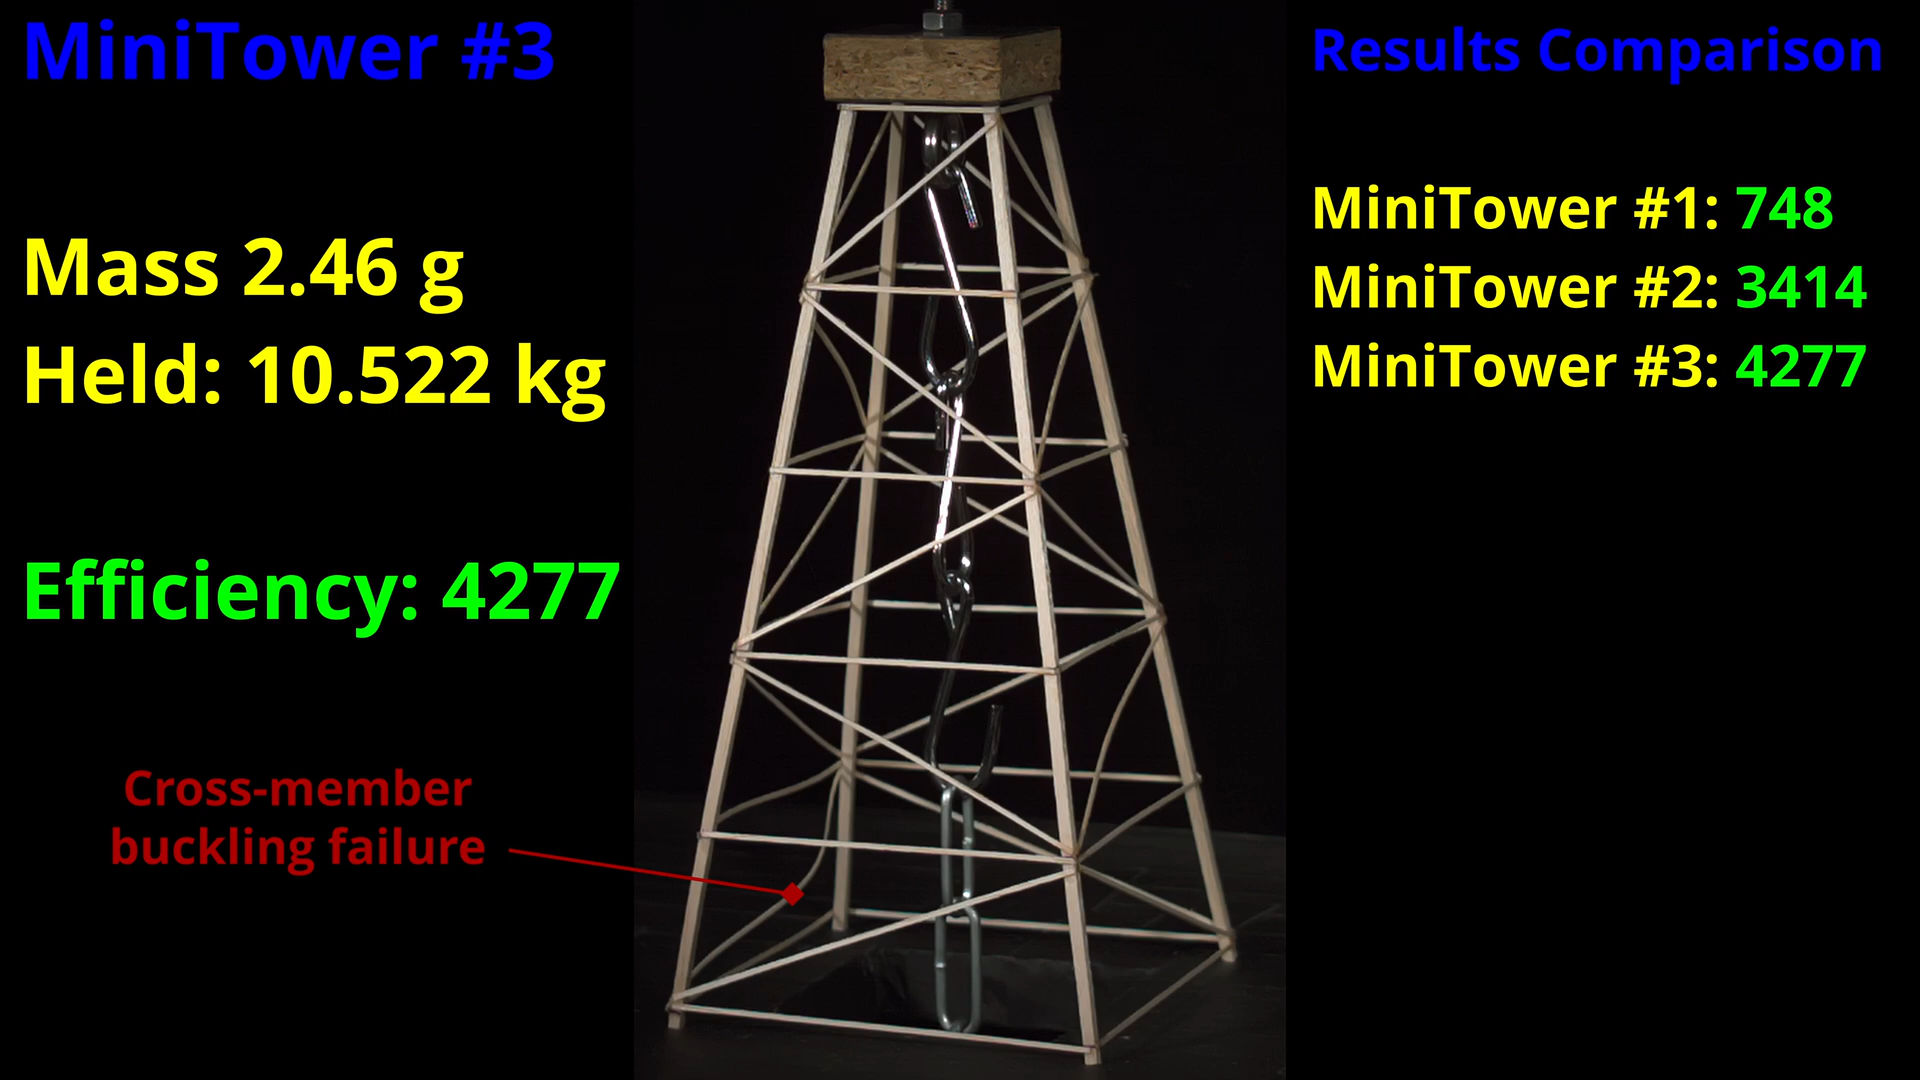 MiniTower #3
Mass 2.46 g
Held: 10.522 kg
Efficiency: 4277
Cross-member
buckling failure
Results Comparison
MiniTower #1: 748
MiniTower #2: 3414
MiniTower #3: 4277